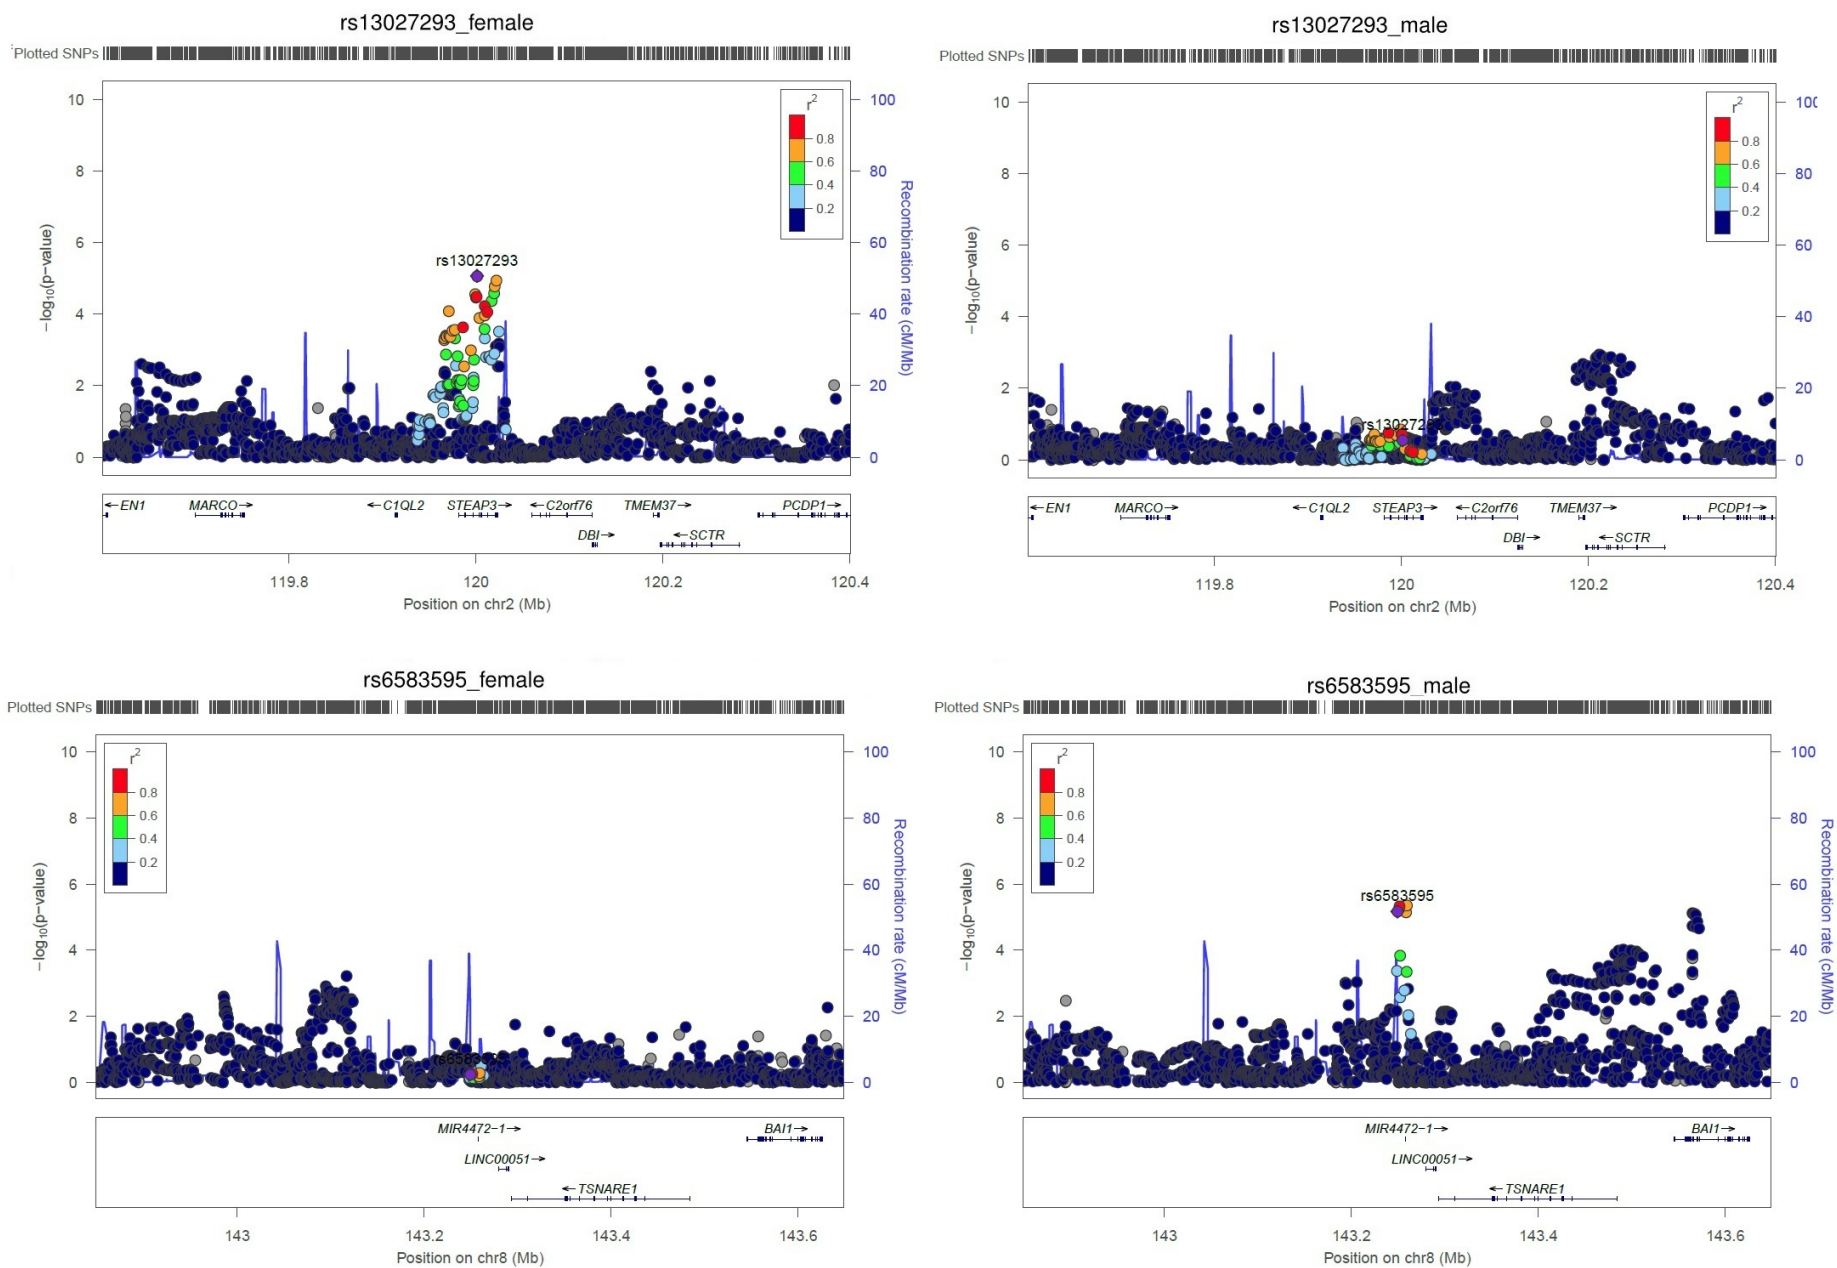 rs13027293_female
Plotted SNPs
10
8
6
4
2
0
−log10(p−value)
100
80
60
40
20
0
Recombination rate (cM/Mb)
r2
0.8
0.6
0.4
0.2
rs13027293
EN1
MARCO
C1QL2
STEAP3
C2orf76
TMEM37
PCDP1
DBI
SCTR
119.8
120
120.2
120.4
Position on chr2 (Mb)
rs13027293_male
Plotted SNPs
10
8
6
4
2
0
−log10(p−value)
80
60
40
20
0
Recombination rate (cM/Mb)
r2
0.8
0.6
0.4
0.2
EN1
MARCO
C1QL2
STEAP3
C2orf76
TMEM37
PCDP1
DBI
SCTR
119.8
120
120.2
120.4
Position on chr2 (Mb)
rs6583595_female
Plotted SNPs
10
8
6
4
2
0
−log10(p−value)
100
80
60
40
20
0
Recombination rate (cM/Mb)
r2
0.8
0.6
0.4
0.2
MIR4472−1
BAI1
LINC00051
TSNARE1
143
143.2
143.4
143.6
Position on chr8 (Mb)
rs6583595_male
Plotted SNPs
10
8
6
4
2
0
−log10(p−value)
100
80
60
40
20
0
Recombination rate (cM/Mb)
r2
0.8
0.6
0.4
0.2
rs6583595
MIR4472−1
BAI1
LINC00051
TSNARE1
143
143.2
143.4
143.6
Position on chr8 (Mb)